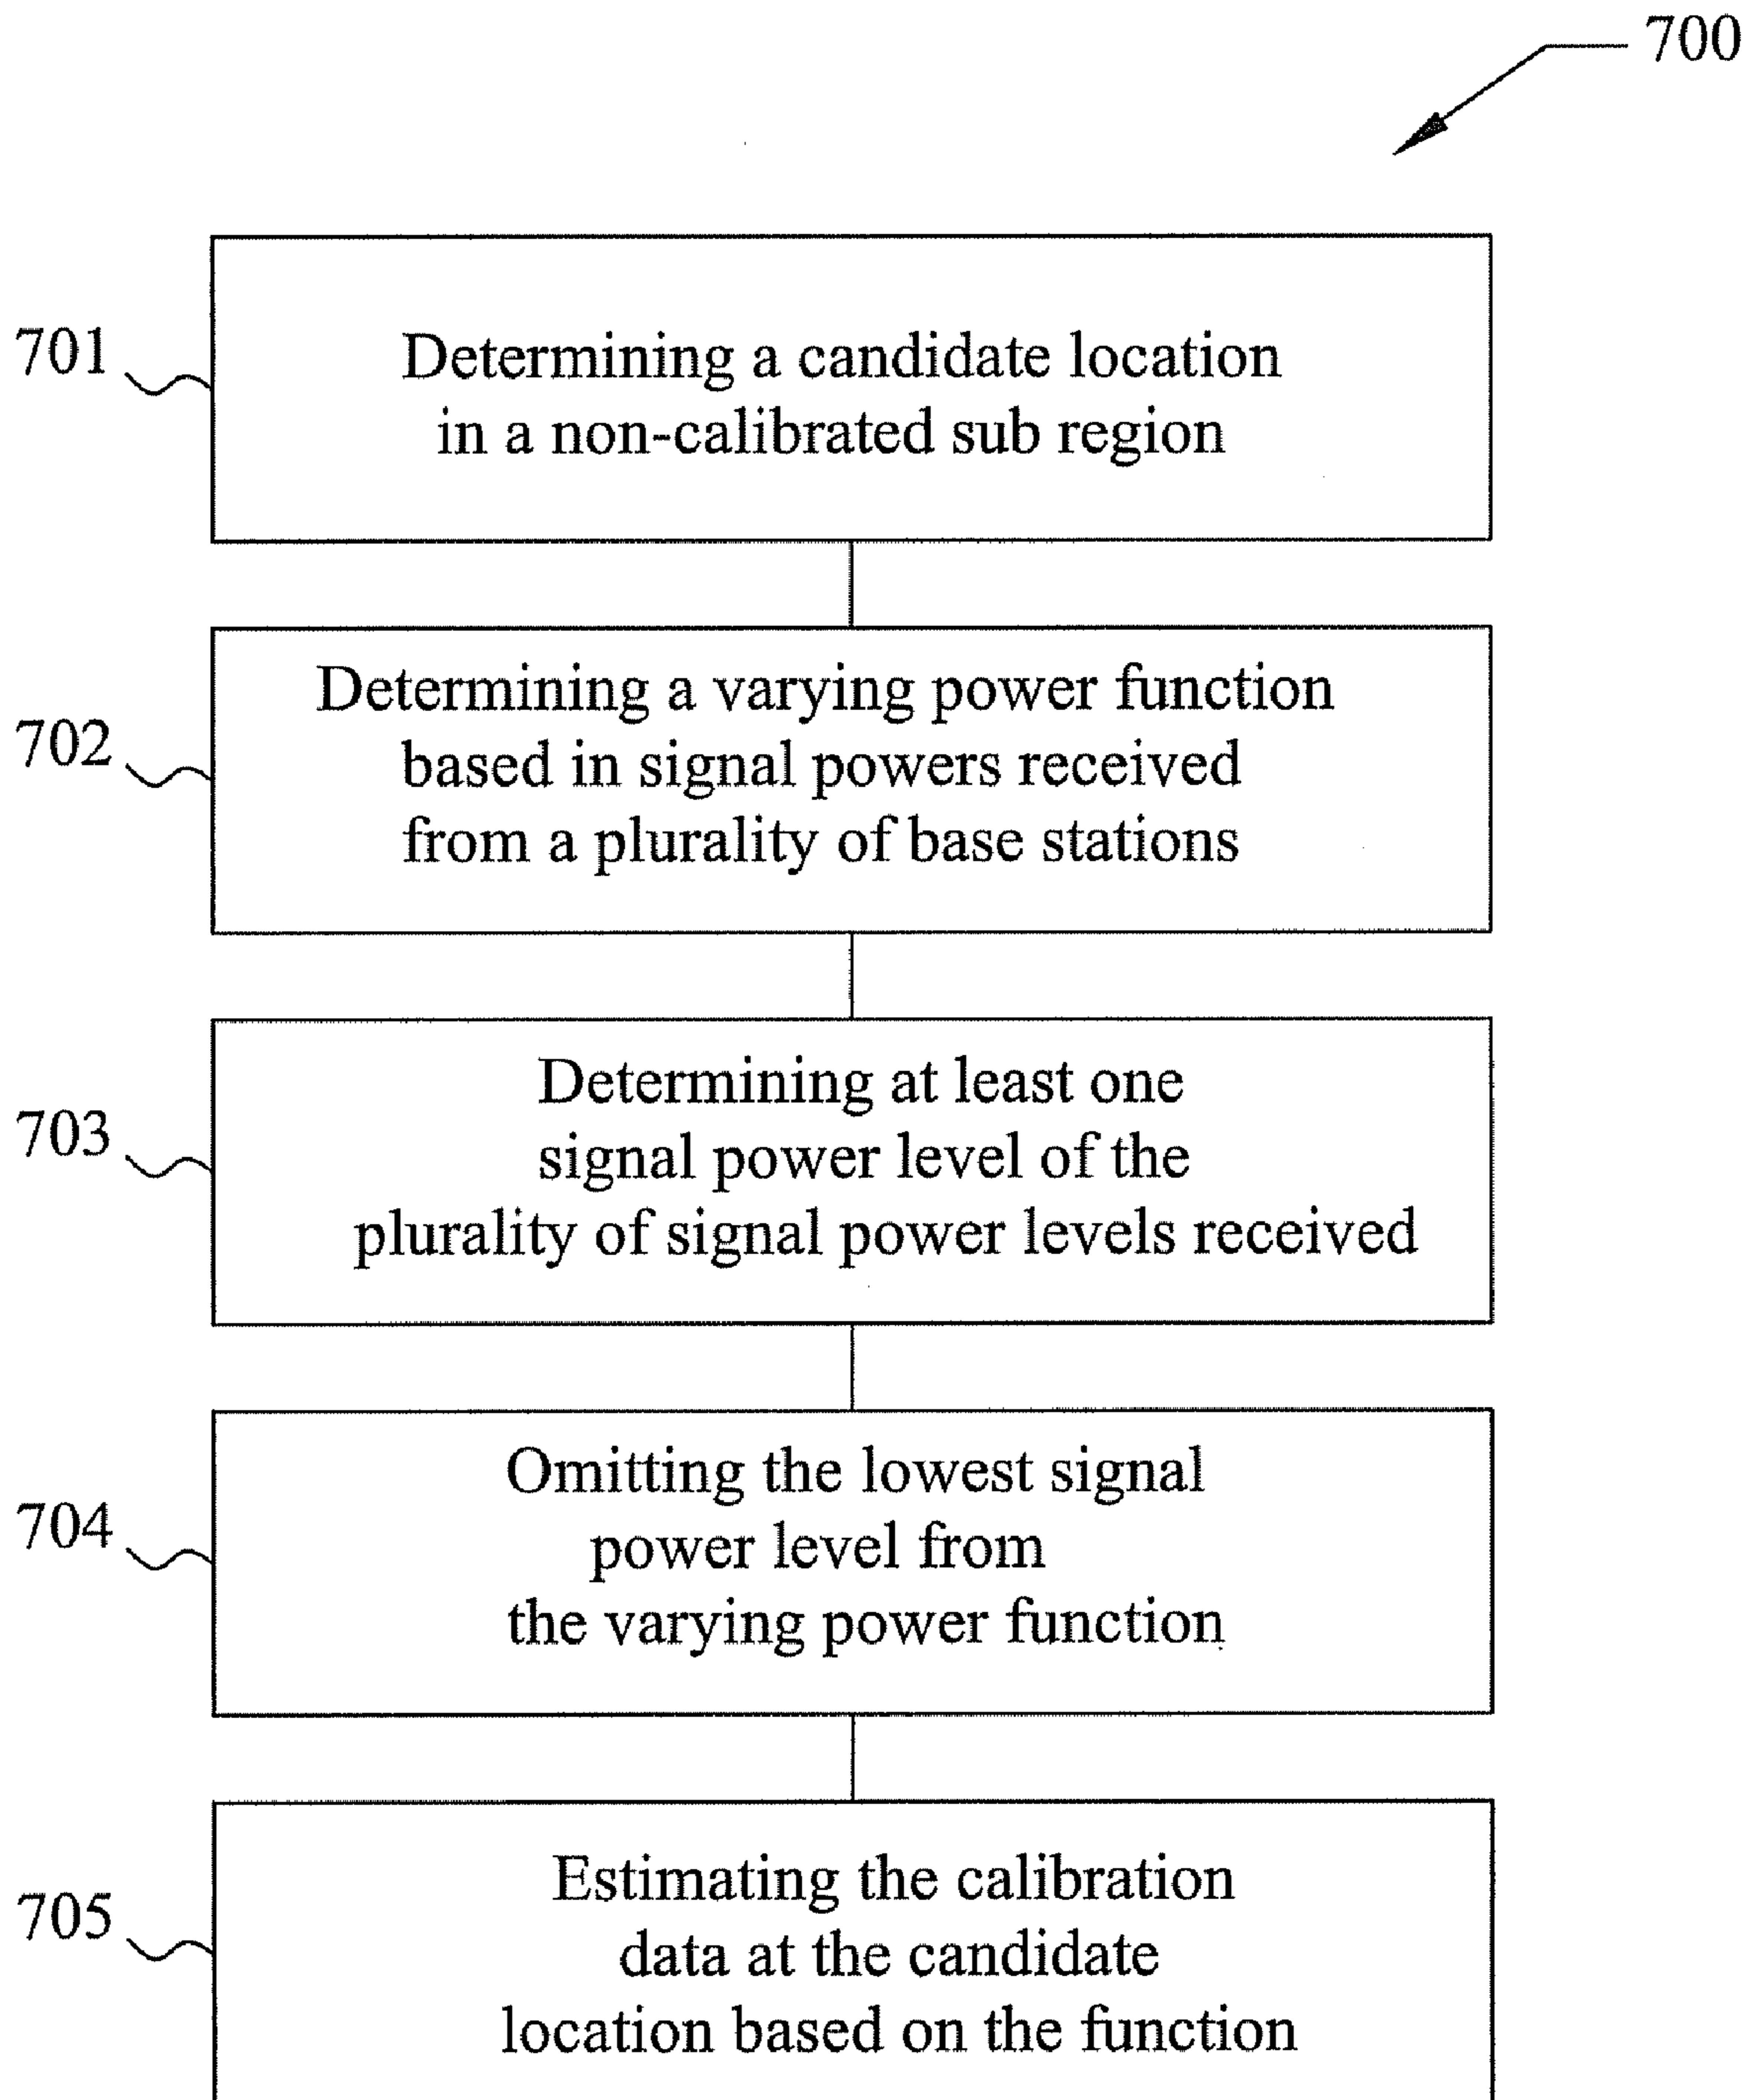 700
701
Determining a candidate location
in a non-calibrated sub region
702
Determining a varying power function
based in signal powers received
from a plurality of base stations
703
Determining at least one
signal power level of the
plurality of signal power levels received
704
Omitting the lowest signal
power level from
the varying power function
705
Estimating the calibration
data at the candidate
location based on the function